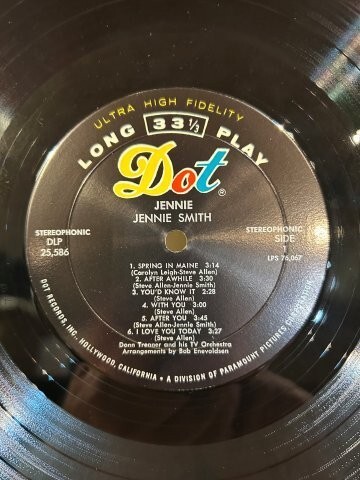 ULTRA HIGH FIDELITY
LONG 33 1/3 PLAY
Dot®
JENNIE
JENNIE SMITH
STEREOPHONIC
DLP
25,586
STEREOPHONIC
SIDE
1
LPS 76,067
1. SPRING IN MAINE 3:14
(Carolyn Leigh-Steve Allen)
2. AFTER AWHILE 3:30
(Steve Allen-Jennie Smith)
3. YOU'D KNOW IT 2:28
(Steve Allen)
4. WITH YOU 3:00
(Steve Allen)
5. AFTER YOU 3:45
(Steve Allen-Jennie Smith)
6. I LOVE YOU TODAY 3:27
(Steve Allen)
Donn Trenner and his TV Orchestra
Arrangements by Bob Enevoldsen
DOT RECORDS, INC. HOLLYWOOD, CALIFORNIA • A DIVISION OF PARAMOUNT PICTURES